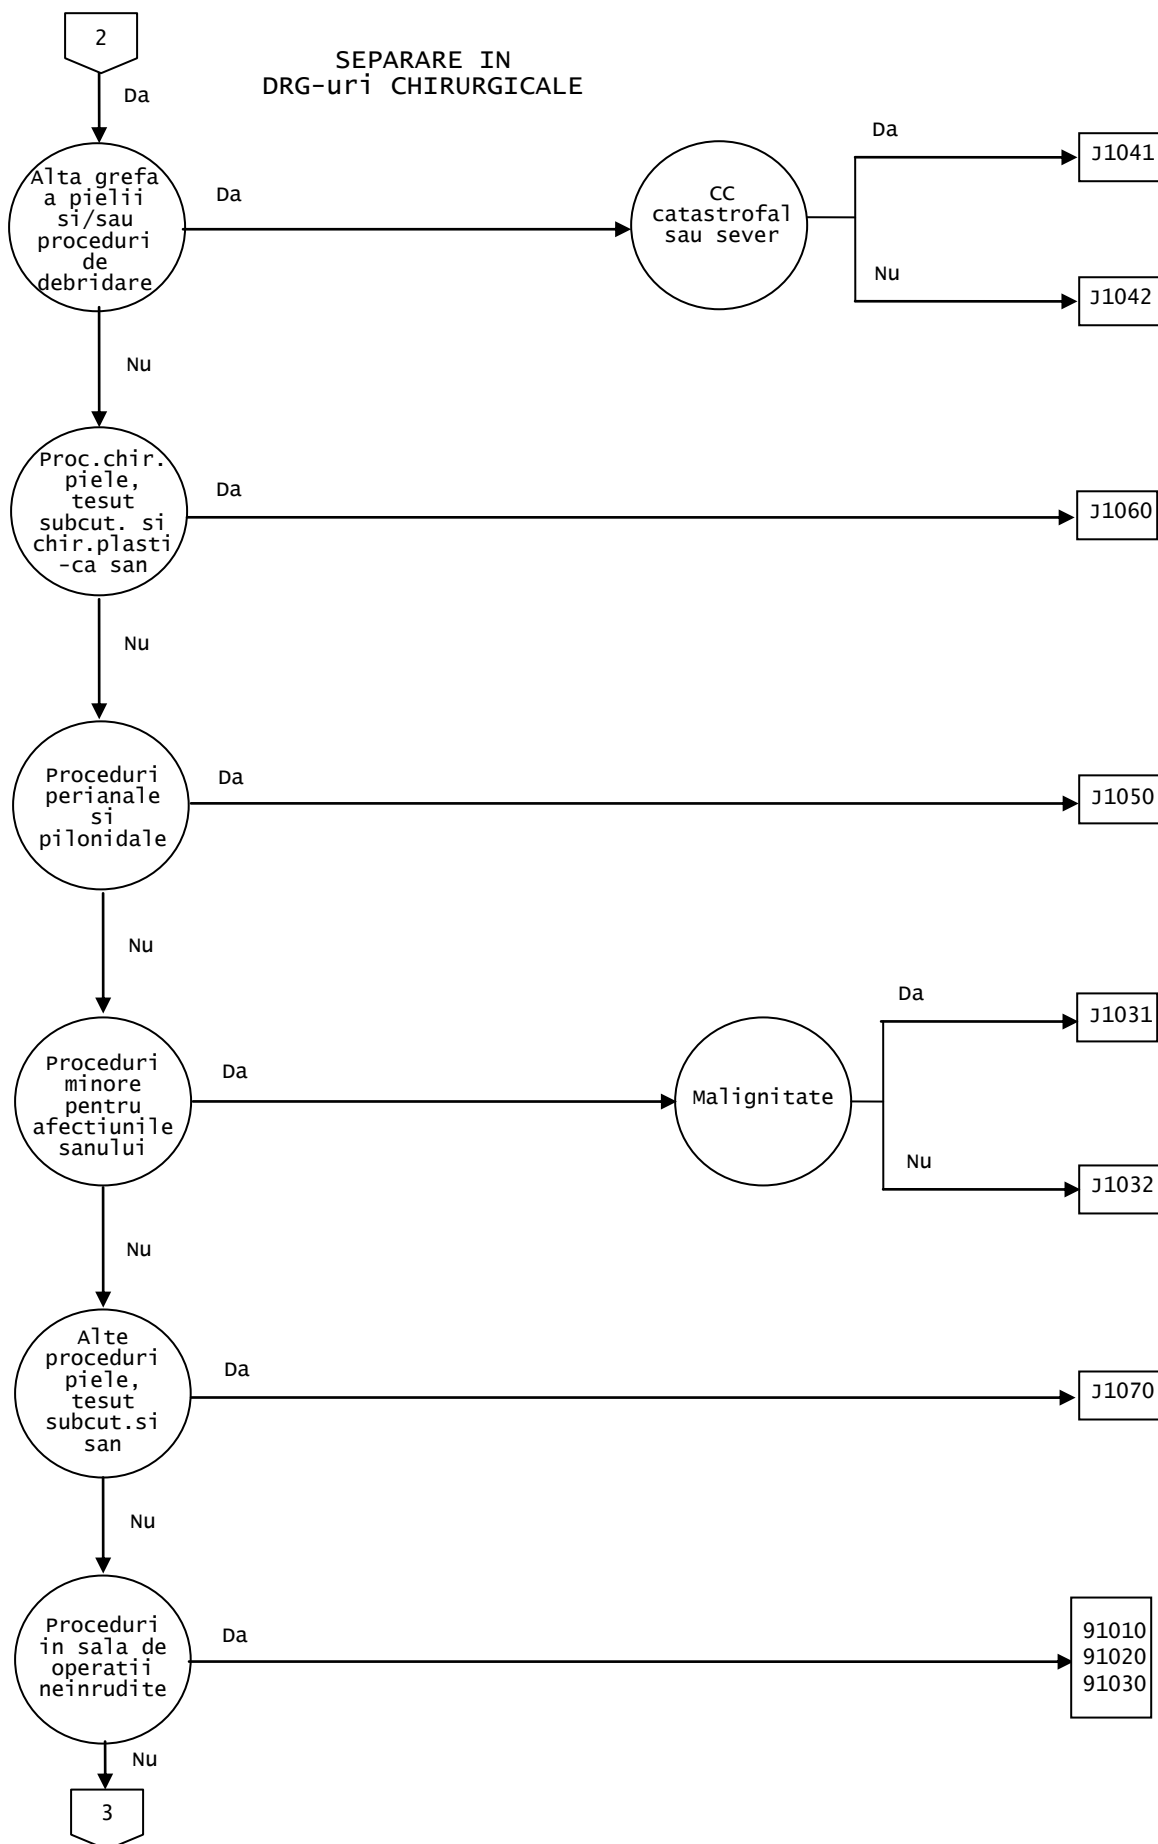 2
SEPARARE IN
DRG-uri CHIRURGICALE
Da
Alta grefa
a pielii
si/sau
proceduri
de
debridare
Da
CC
catastrofal
sau sever
Da
J1041
Nu
J1042
Nu
Proc.chir.
piele,
tesut
subcut. si
chir.plasti
-ca san
Da
J1060
Nu
Proceduri
perianale
si
pilonidale
Da
J1050
Nu
Proceduri
minore
pentru
afectiunile
sanului
Da
Malignitate
Da
J1031
Nu
J1032
Nu
Alte
proceduri
piele,
tesut
subcut.si
san
Da
J1070
Nu
Proceduri
in sala de
operatii
neinrudite
Da
91010
91020
91030
Nu
3